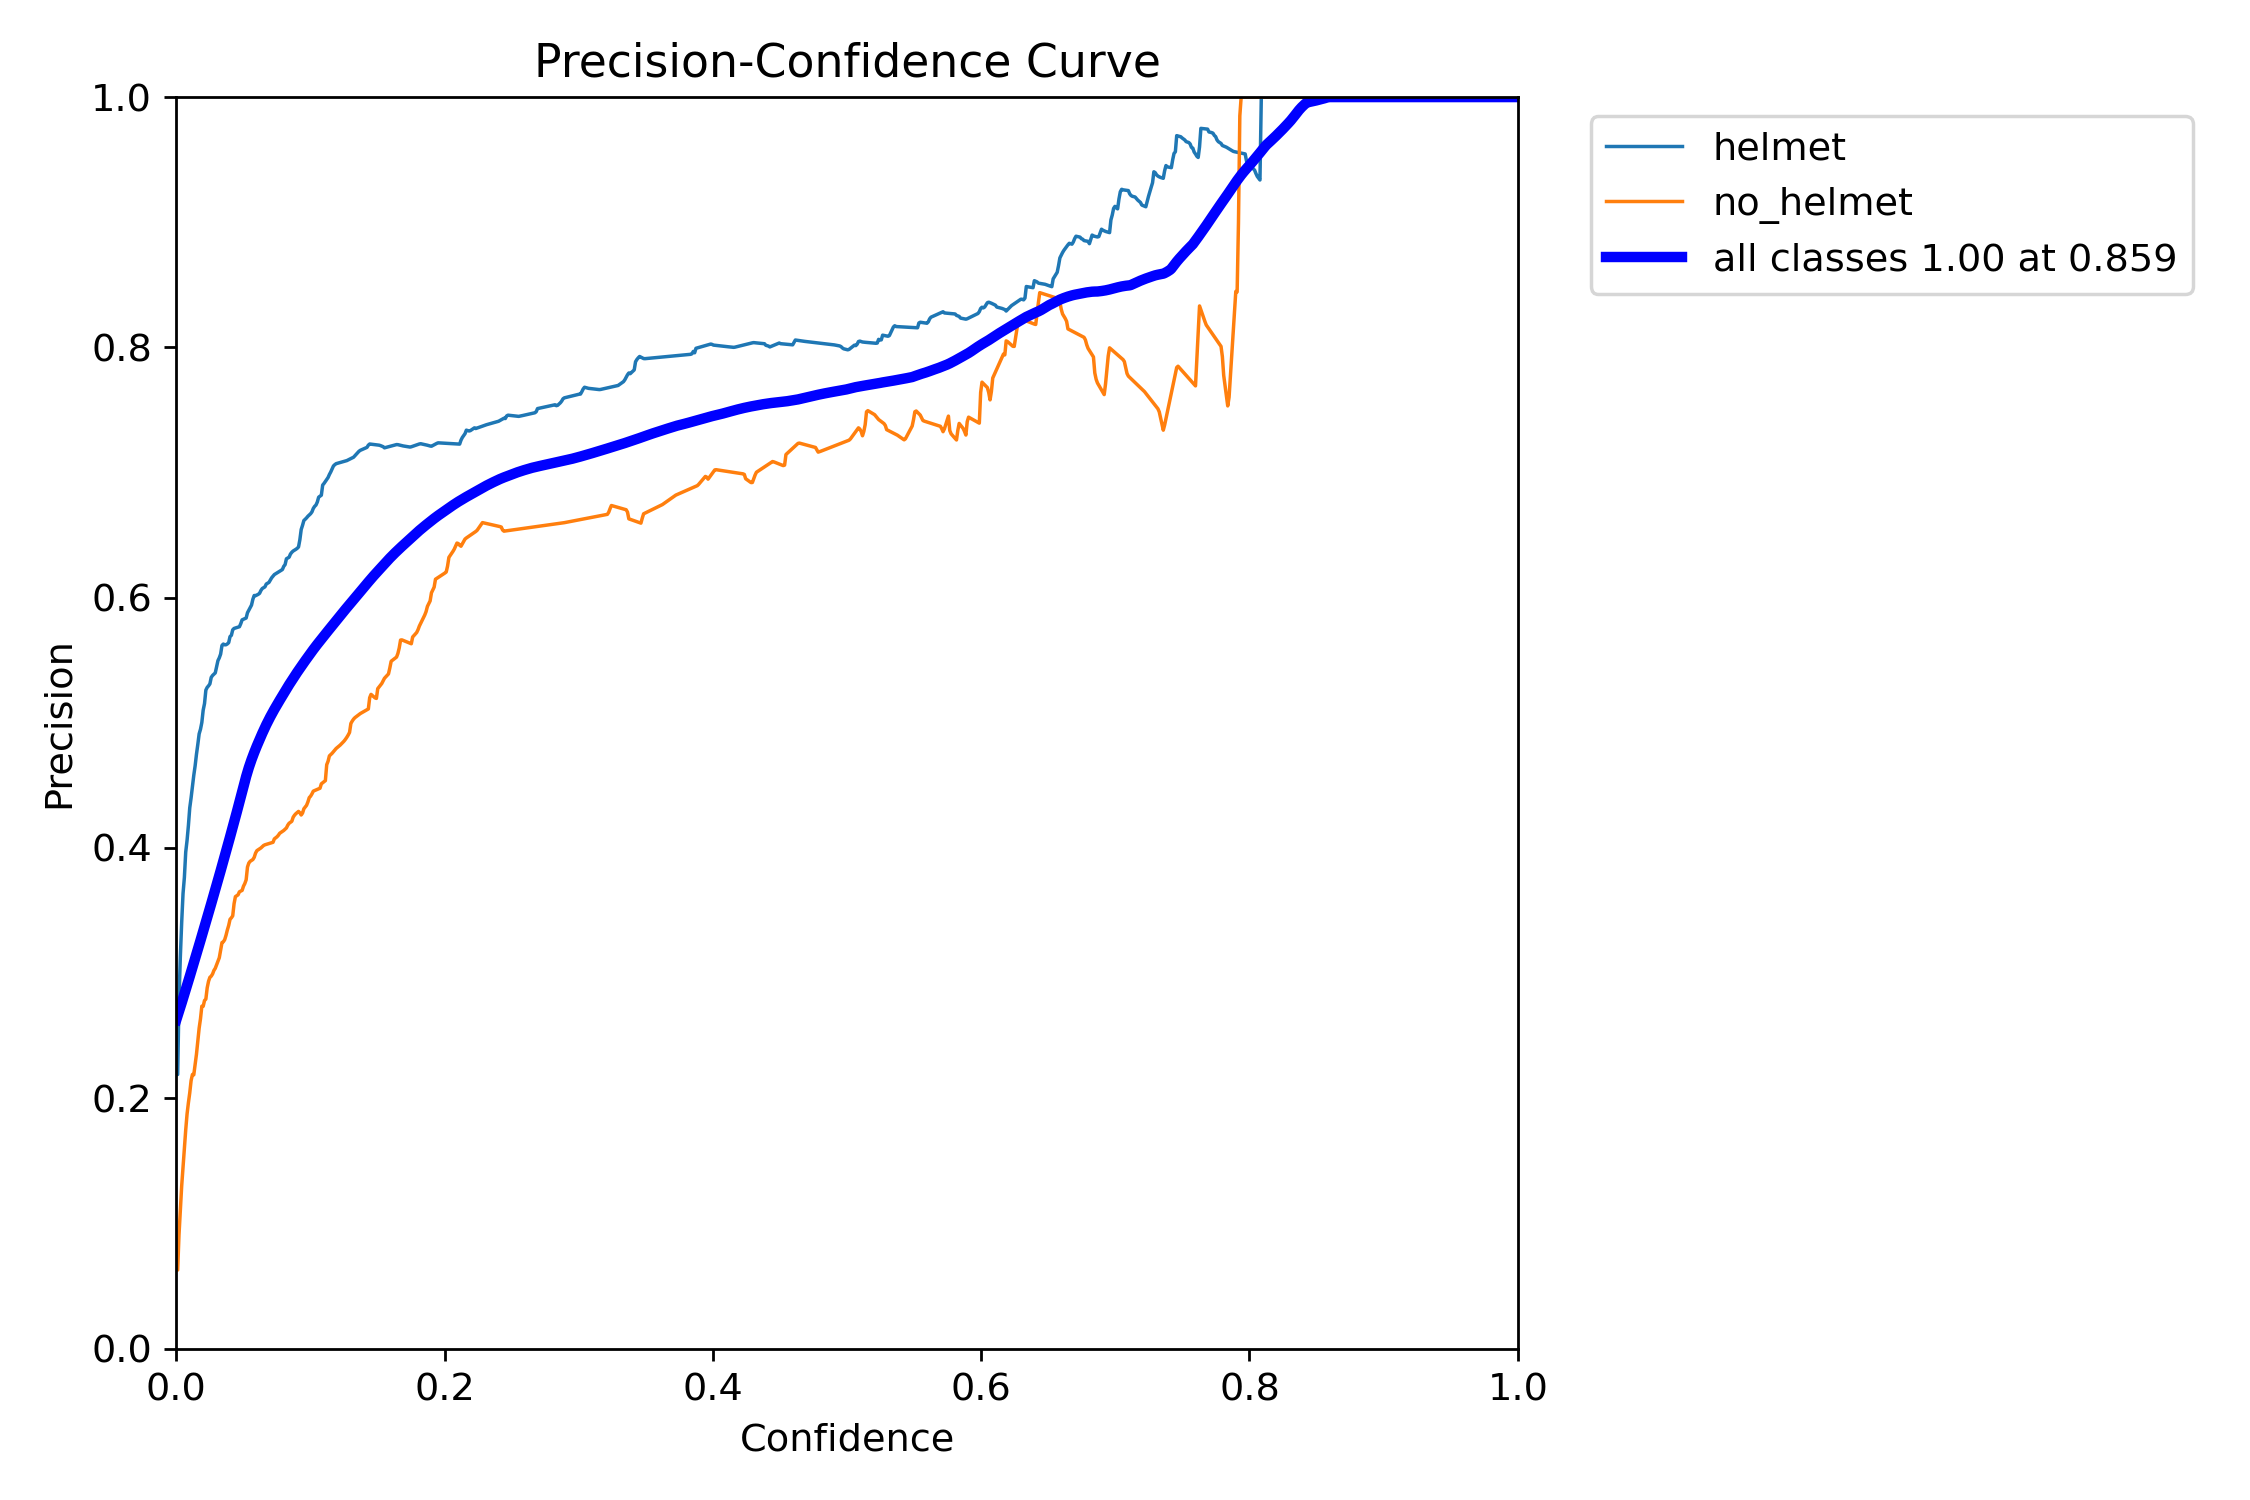 Precision-Confidence Curve
1.0
0.8
0.6
0.4
0.2
0.0
Precision
0.0 0.2 0.4 0.6 0.8 1.0
Confidence
helmet
no_helmet
all classes 1.00 at 0.859